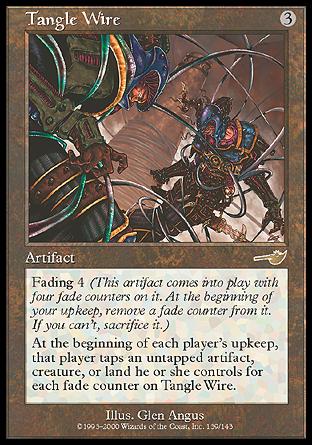 Tangle Wire 3
Artifact
Fading 4 (This artifact comes into play with
four fade counters on it. At the beginning of
your upkeep, remove a fade counter from it.
If you can't, sacrifice it.)
At the beginning of each player's upkeep,
that player taps an untapped artifact,
creature, or land he or she controls for
each fade counter on Tangle Wire.
Illus. Glen Angus
© 1993–2000 Wizards of the Coast, Inc. 139/143